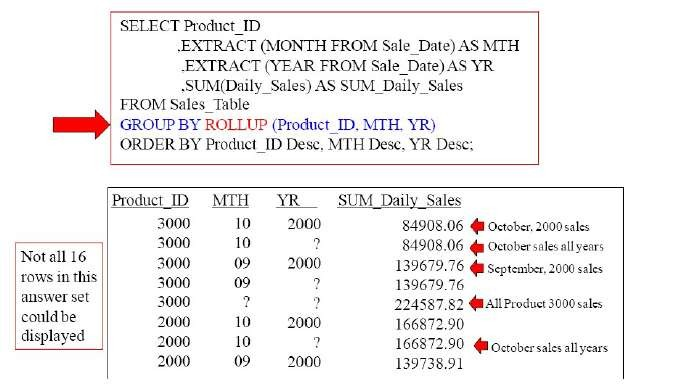 SELECT Product_ID
,EXTRACT (MONTH FROM Sale_Date) AS MTH
,EXTRACT (YEAR FROM Sale_Date) AS YR
,SUM(Daily_Sales) AS SUM_Daily_Sales
FROM Sales_Table
GROUP BY ROLLUP (Product_ID, MTH, YR)
ORDER BY Product_ID Desc, MTH Desc, YR Desc;
Product_ID MTH YR SUM_Daily_Sales
3000 10 2000 84908.06 October, 2000 sales
3000 10 ? 84908.06 October sales all years
3000 09 2000 139679.76 September, 2000 sales
3000 09 ? 139679.76
3000 ? ? 224587.82 All Product 3000 sales
2000 10 2000 166872.90
2000 10 ? 166872.90 October sales all years
2000 09 2000 139738.91
Not all 16
rows in this
answer set
could be
displayed